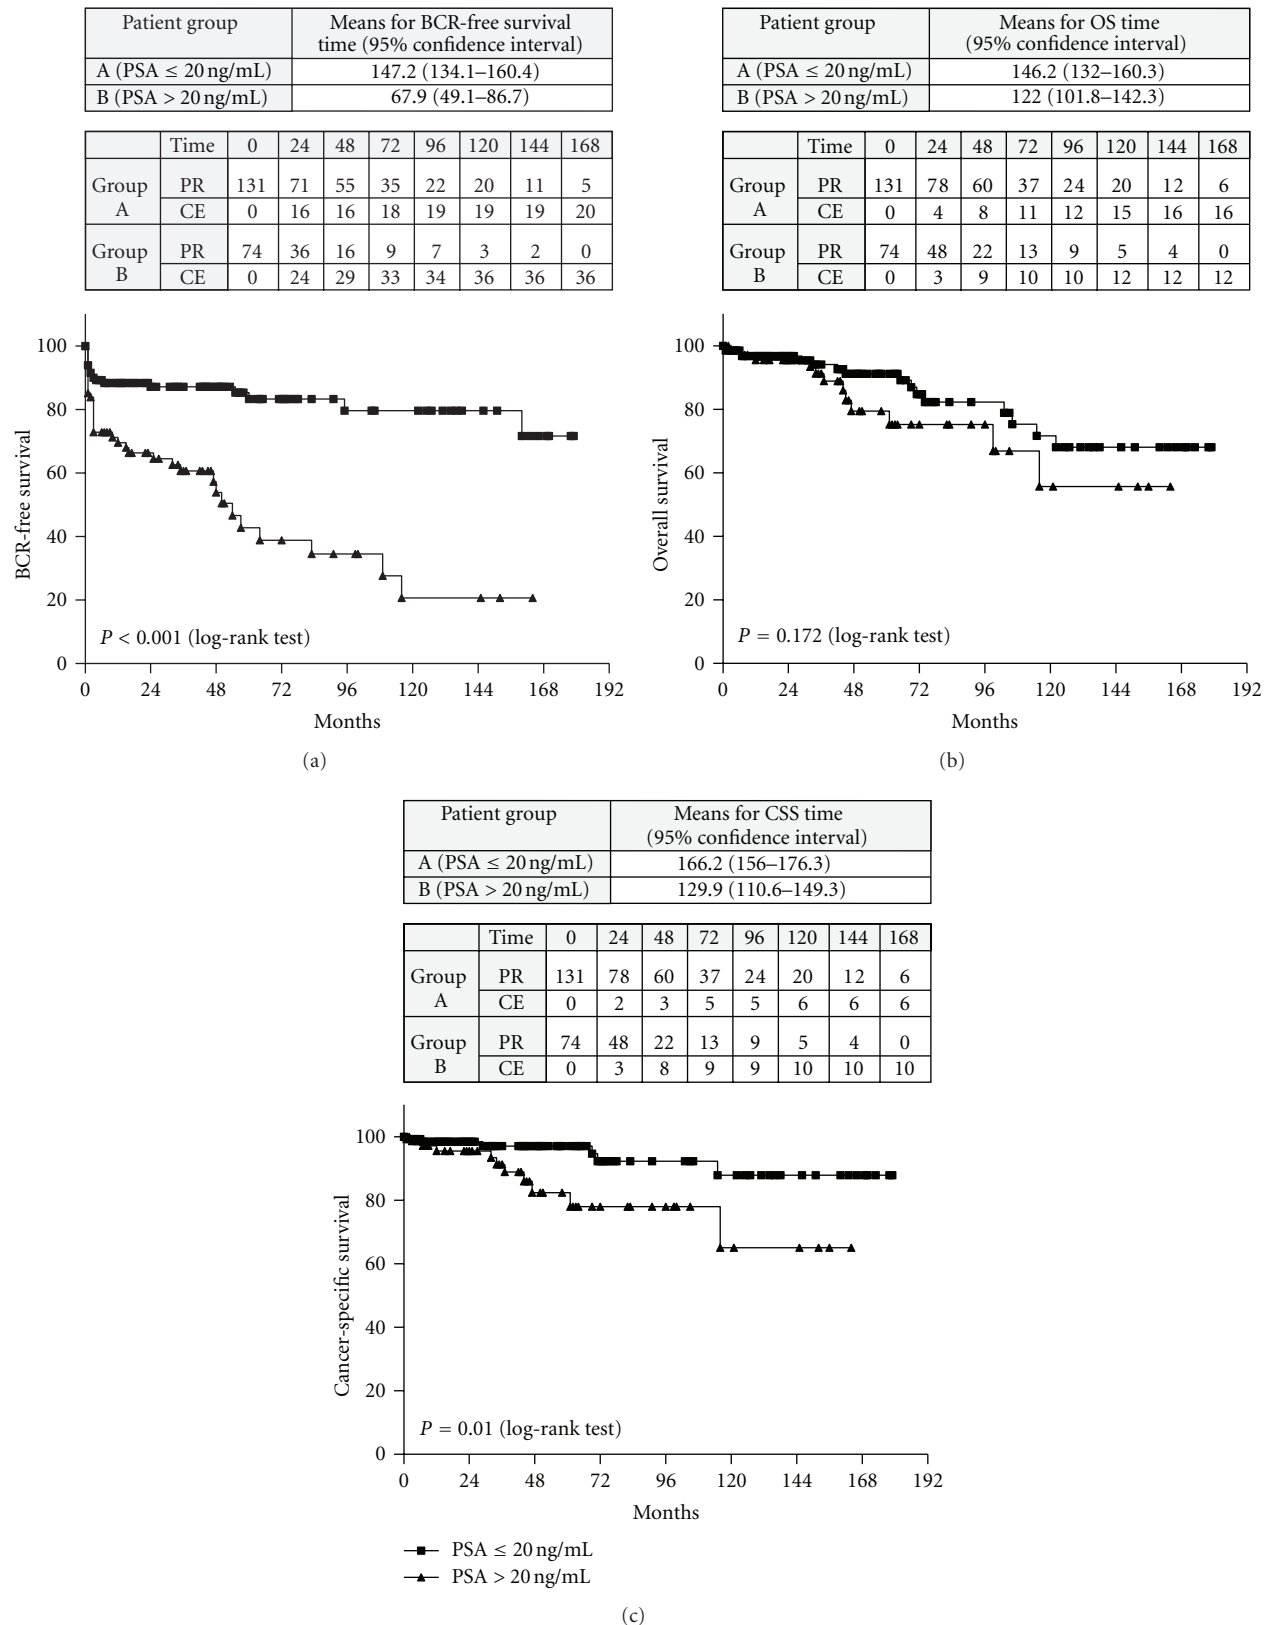 Patient group Means for BCR-free survival
time (95% confidence interval)
A (PSA ≤ 20 ng/mL) 147.2 (134.1–160.4)
B (PSA > 20 ng/mL) 67.9 (49.1–86.7)
Time 0 24 48 72 96 120 144 168
Group A PR 131 71 55 35 22 20 11 5
CE 0 16 16 18 19 19 19 20
Group B PR 74 36 16 9 7 3 2 0
CE 0 24 29 33 34 36 36 36
BCR-free survival
100
80
60
40
20
0
P < 0.001 (log-rank test)
0 24 48 72 96 120 144 168 192
Months
(a)
Patient group Means for OS time
(95% confidence interval)
A (PSA ≤ 20 ng/mL) 146.2 (132–160.3)
B (PSA > 20 ng/mL) 122 (101.8–142.3)
Time 0 24 48 72 96 120 144 168
Group A PR 131 78 60 37 24 20 12 6
CE 0 4 8 11 12 15 16 16
Group B PR 74 48 22 13 9 5 4 0
CE 0 3 9 10 10 12 12 12
Overall survival
100
80
60
40
20
0
P = 0.172 (log-rank test)
0 24 48 72 96 120 144 168 192
Months
(b)
Patient group Means for CSS time
(95% confidence interval)
A (PSA ≤ 20 ng/mL) 166.2 (156–176.3)
B (PSA > 20 ng/mL) 129.9 (110.6–149.3)
Time 0 24 48 72 96 120 144 168
Group A PR 131 78 60 37 24 20 12 6
CE 0 2 3 5 5 6 6 6
Group B PR 74 48 22 13 9 5 4 0
CE 0 3 8 9 9 10 10 10
Cancer-specific survival
100
80
60
40
20
0
P = 0.01 (log-rank test)
0 24 48 72 96 120 144 168 192
Months
PSA ≤ 20 ng/mL
PSA > 20 ng/mL
(c)